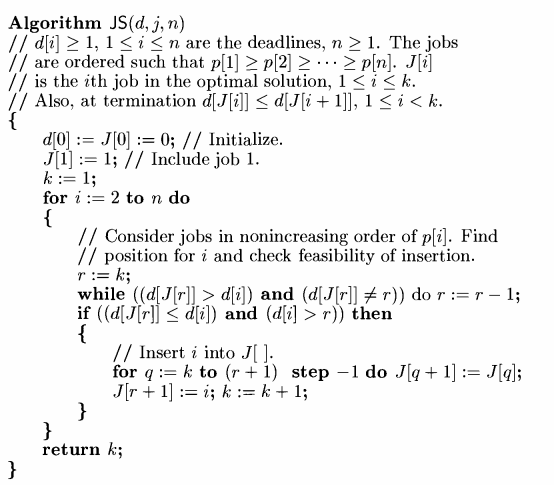 Algorithm JS(d, j, n)
// d[i] ≥ 1, 1 ≤ i ≤ n are the deadlines, n ≥ 1. The jobs
// are ordered such that p[1] ≥ p[2] ≥ ··· ≥ p[n]. J[i]
// is the ith job in the optimal solution, 1 ≤ i ≤ k.
// Also, at termination d[J[i]] ≤ d[J[i + 1]], 1 ≤ i < k.
{
d[0] := J[0] := 0; // Initialize.
J[1] := 1; // Include job 1.
k := 1;
for i := 2 to n do
{
// Consider jobs in nonincreasing order of p[i]. Find
// position for i and check feasibility of insertion.
r := k;
while ((d[J[r]] > d[i]) and (d[J[r]] ≠ r)) do r := r − 1;
if ((d[J[r]] ≤ d[i]) and (d[i] > r)) then
{
// Insert i into J[ ].
for q := k to (r + 1) step −1 do J[q + 1] := J[q];
J[r + 1] := i; k := k + 1;
}
}
return k;
}